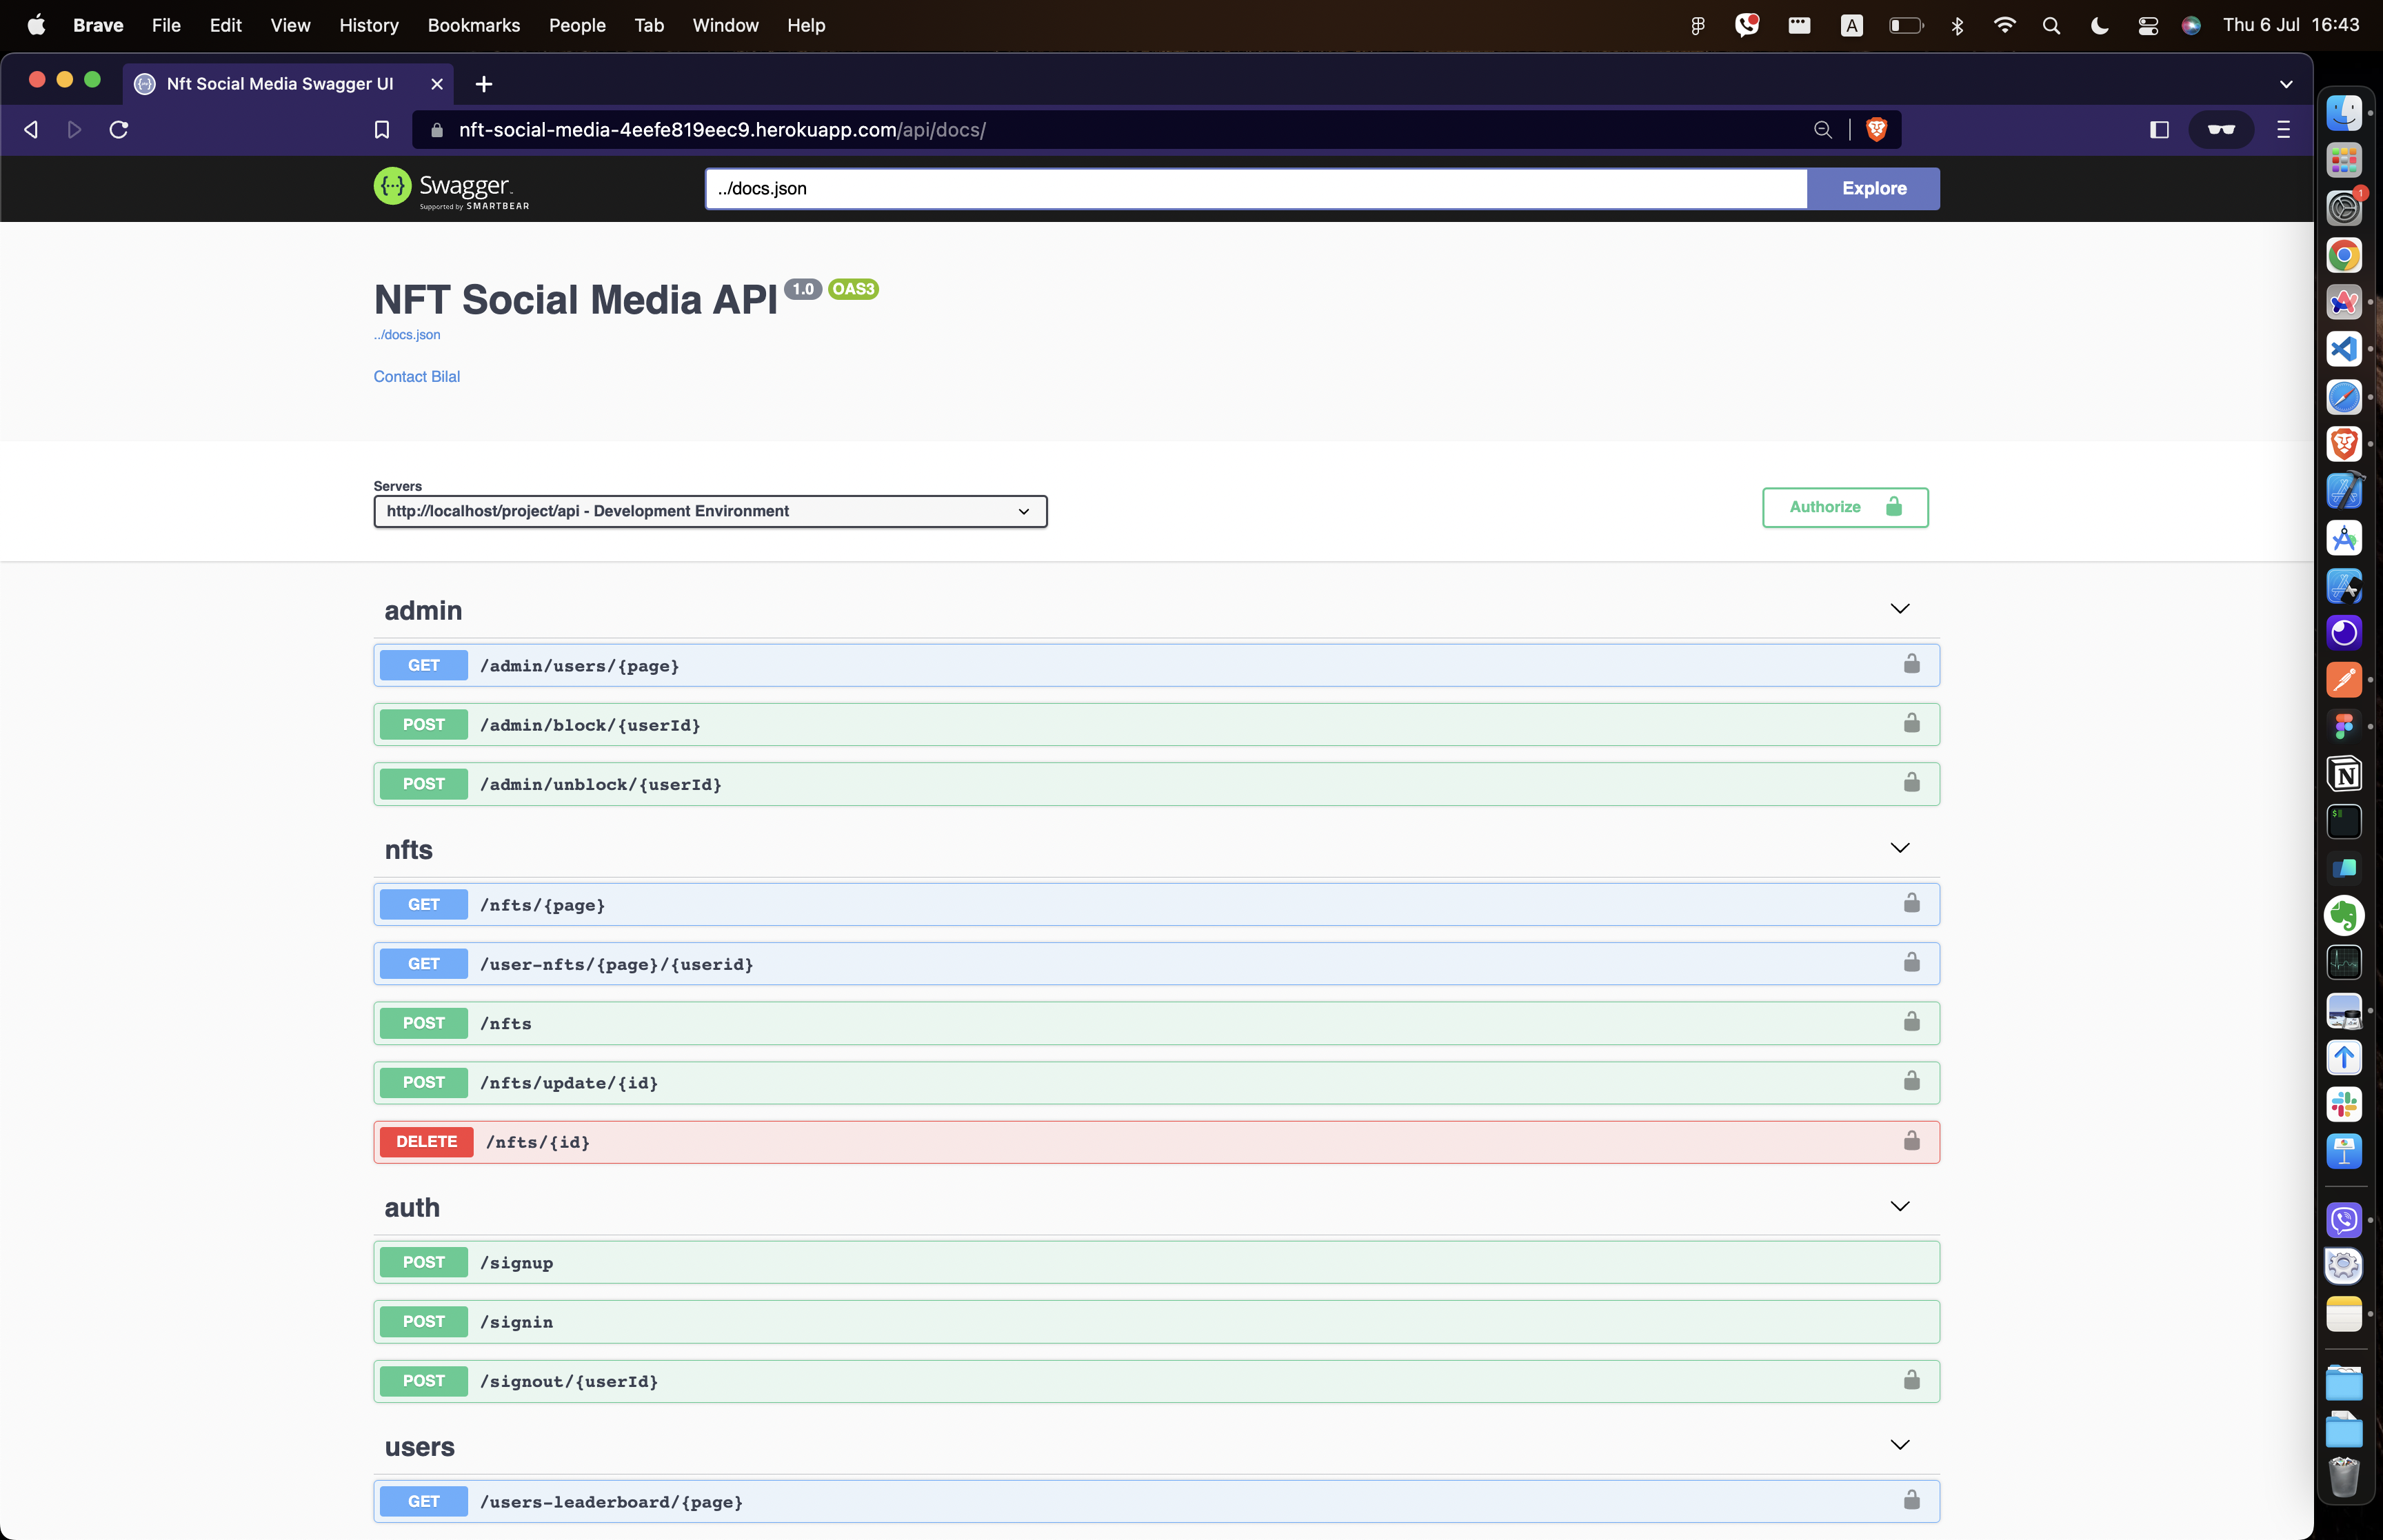 Brave File Edit View History Bookmarks People Tab Window Help A Thu 6 Jul 16:43
Nft Social Media Swagger UI
nft-social-media-4eefe819eec9.herokuapp.com/api/docs/
Swagger.
Supported by SMARTBEAR
../docs.json
Explore
1
NFT Social Media API 1.0 OAS3
../docs.json
Contact Bilal
Servers
http://localhost/project/api - Development Environment
Authorize
admin
GET /admin/users/{page}
POST /admin/block/{userId}
POST /admin/unblock/{userId}
nfts
GET /nfts/{page}
GET /user-nfts/{page}/{userid}
POST /nfts
POST /nfts/update/{id}
DELETE /nfts/{id}
auth
POST /signup
POST /signin
POST /signout/{userId}
users
GET /users-leaderboard/{page}